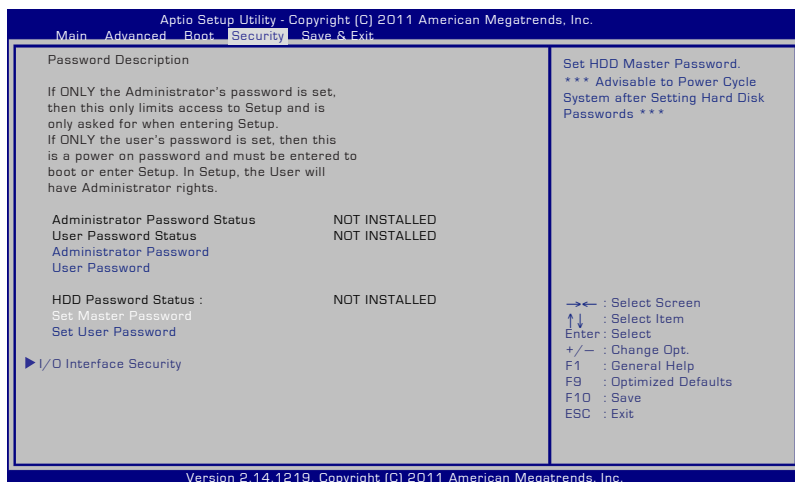 Aptio Setup Utility - Copyright (C) 2011 American Megatrends, Inc.
Main Advanced Boot Security Save & Exit
Password Description
If ONLY the Administrator's password is set,
then this only limits access to Setup and is
only asked for when entering Setup.
If ONLY the user's password is set, then this
is a power on password and must be entered to
boot or enter Setup. In Setup, the User will
have Administrator rights.
Administrator Password Status NOT INSTALLED
User Password Status NOT INSTALLED
Administrator Password
User Password
HDD Password Status : NOT INSTALLED
Set Master Password
Set User Password
I/O Interface Security
Set HDD Master Password.
*** Advisable to Power Cycle
System after Setting Hard Disk
Passwords ***
→← : Select Screen
↑↓ : Select Item
Enter : Select
+/— : Change Opt.
F1 : General Help
F9 : Optimized Defaults
F10 : Save
ESC : Exit
Version 2.14.1219. Copyright (C) 2011 American Megatrends, Inc.